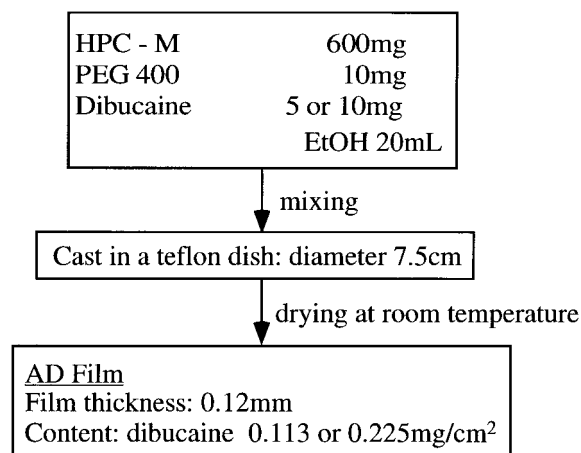 HPC - M 600mg
PEG 400 10mg
Dibucaine 5 or 10mg
EtOH 20mL
mixing
Cast in a teflon dish: diameter 7.5cm
drying at room temperature
AD Film
Film thickness: 0.12mm
Content: dibucaine 0.113 or 0.225mg/cm²